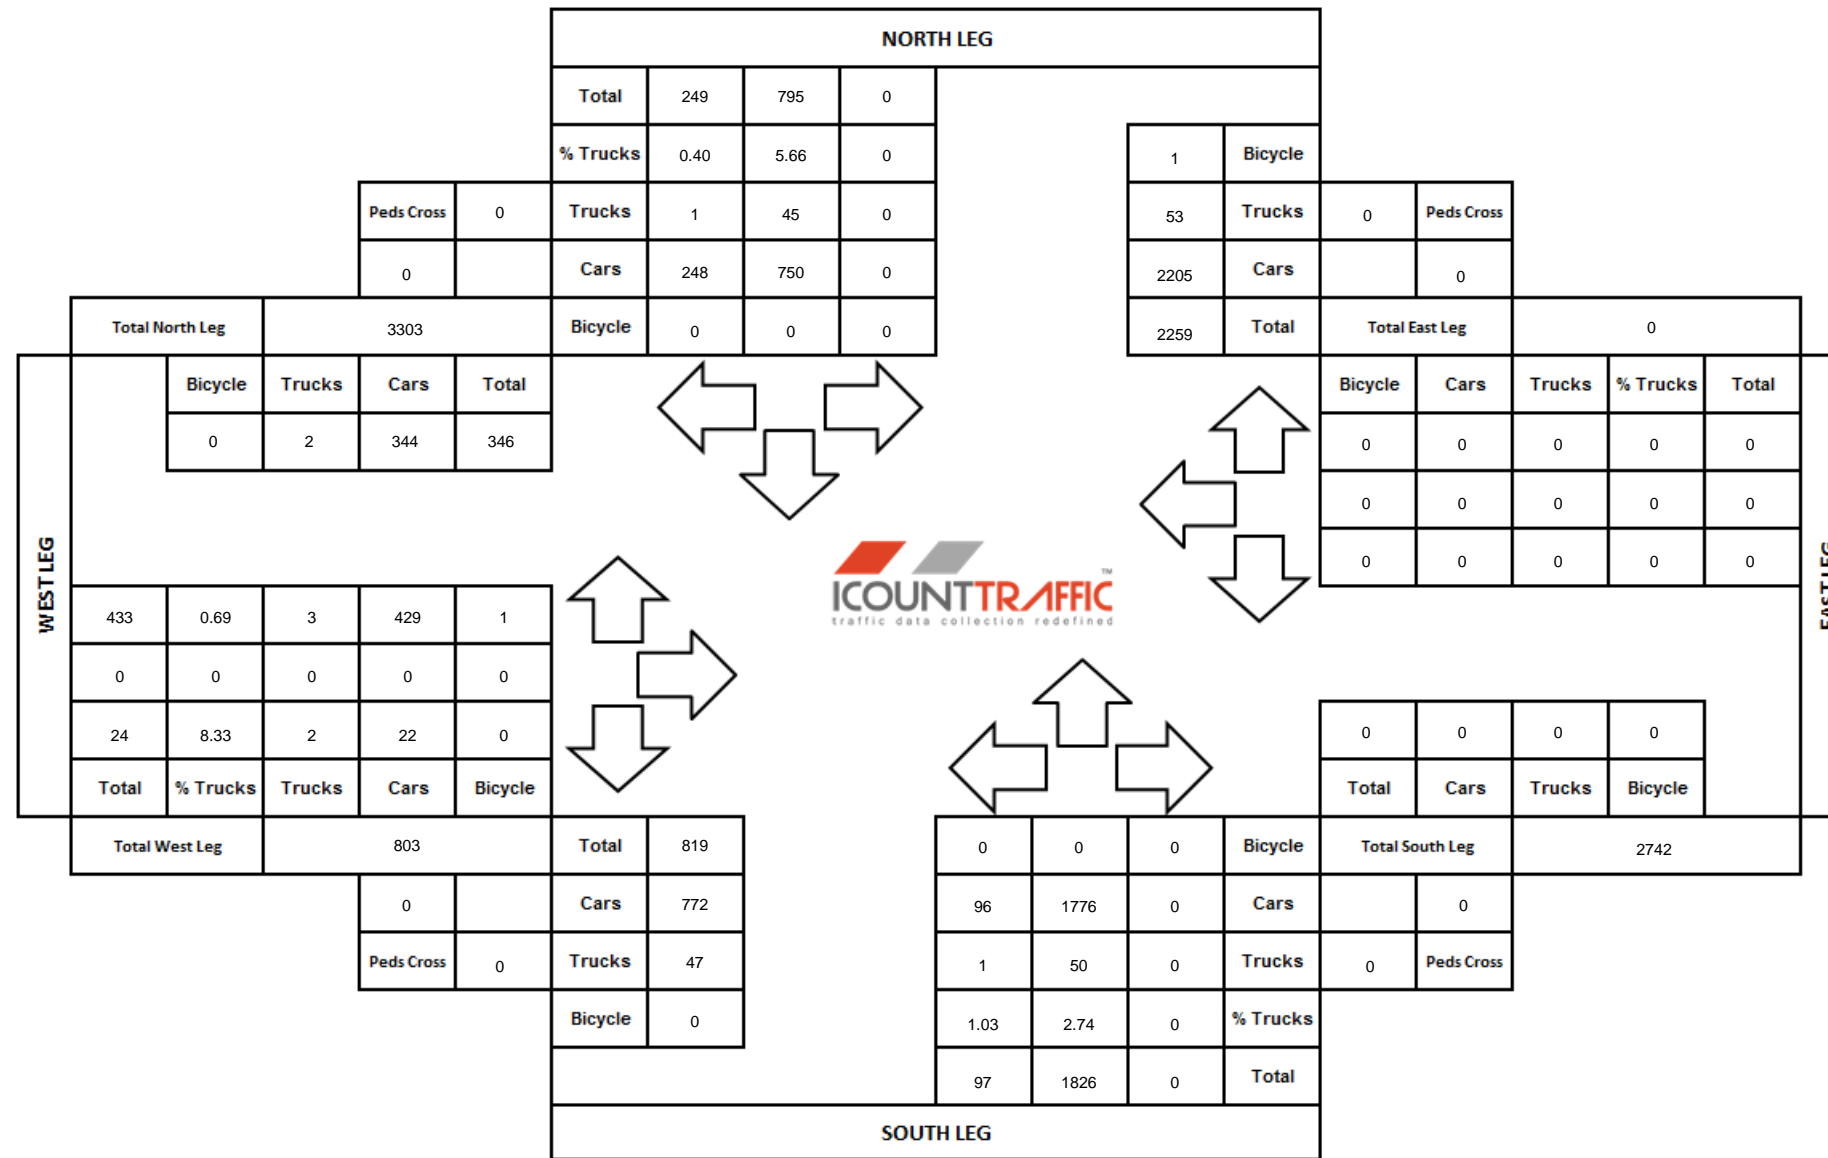 NORTH LEG
Total 249 795 0
% Trucks 0.40 5.66 0 1 Bicycle
Peds Cross 0 Trucks 1 45 0 53 Trucks 0 Peds Cross
0 Cars 248 750 0 2205 Cars 0
Total North Leg 3303 Bicycle 0 0 0 2259 Total Total East Leg 0
Bicycle Trucks Cars Total Bicycle Cars Trucks % Trucks Total
0 2 344 346 0 0 0 0 0
0 0 0 0 0
0 0 0 0 0
WEST LEG
EAST LEG
ICOUNTTRAFFIC™
traffic data collection redefined
433 0.69 3 429 1
0 0 0 0 0
24 8.33 2 22 0 0 0 0 0
Total % Trucks Trucks Cars Bicycle Total Cars Trucks Bicycle
Total West Leg 803 Total 819 0 0 0 Bicycle Total South Leg 2742
0 Cars 772 96 1776 0 Cars 0
Peds Cross 0 Trucks 47 1 50 0 Trucks 0 Peds Cross
Bicycle 0 1.03 2.74 0 % Trucks
97 1826 0 Total
SOUTH LEG